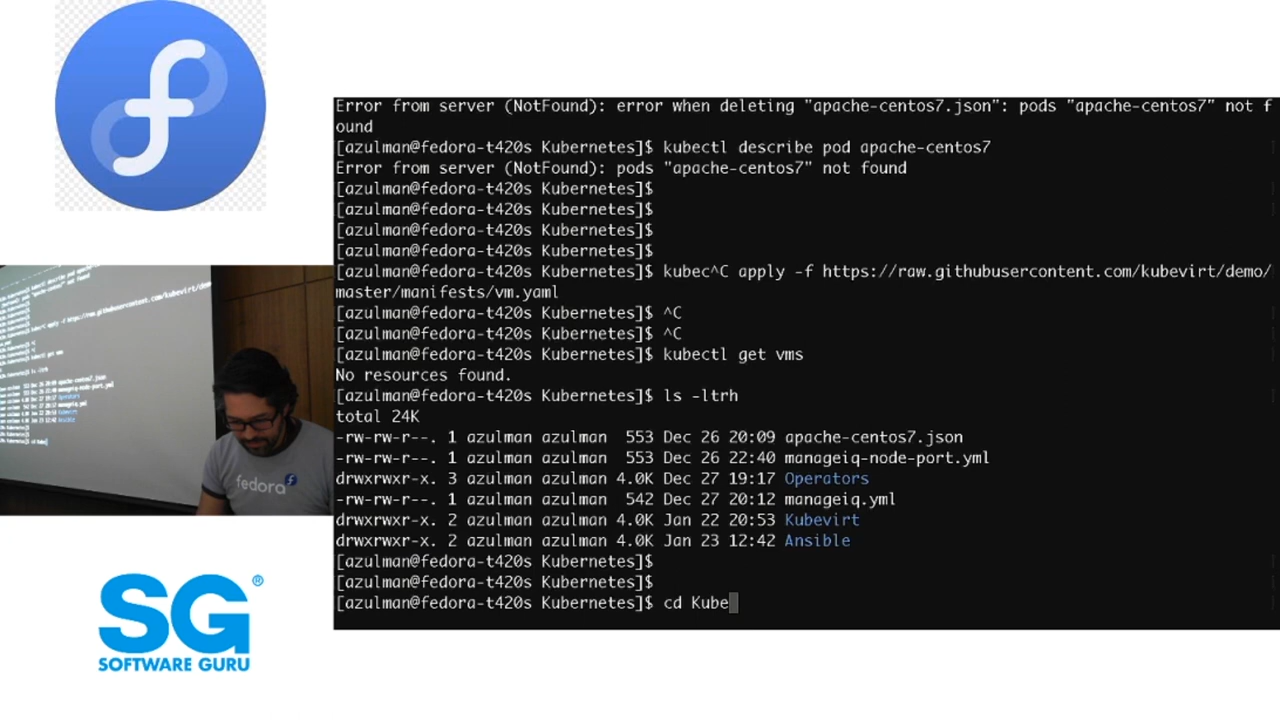 Error from server (NotFound): error when deleting "apache-centos7.json": pods "apache-centos7" not f
ound
[azulman@fedora-t420s Kubernetes]$ kubectl describe pod apache-centos7
Error from server (NotFound): pods "apache-centos7" not found
[azulman@fedora-t420s Kubernetes]$
[azulman@fedora-t420s Kubernetes]$
[azulman@fedora-t420s Kubernetes]$
[azulman@fedora-t420s Kubernetes]$
[azulman@fedora-t420s Kubernetes]$ kubec^C apply -f https://raw.githubusercontent.com/kubevirt/demo/
master/manifests/vm.yaml
[azulman@fedora-t420s Kubernetes]$ ^C
[azulman@fedora-t420s Kubernetes]$ ^C
[azulman@fedora-t420s Kubernetes]$ kubectl get vms
No resources found.
[azulman@fedora-t420s Kubernetes]$ ls -ltrh
total 24K
-rw-rw-r--. 1 azulman azulman  553 Dec 26 20:09 apache-centos7.json
-rw-rw-r--. 1 azulman azulman  553 Dec 26 22:40 manageiq-node-port.yml
drwxrwxr-x. 3 azulman azulman 4.0K Dec 27 19:17 Operators
-rw-rw-r--. 1 azulman azulman  542 Dec 27 20:12 manageiq.yml
drwxrwxr-x. 2 azulman azulman 4.0K Jan 22 20:53 Kubevirt
drwxrwxr-x. 2 azulman azulman 4.0K Jan 23 12:42 Ansible
[azulman@fedora-t420s Kubernetes]$
[azulman@fedora-t420s Kubernetes]$
[azulman@fedora-t420s Kubernetes]$ cd Kube
fedora
SG®
SOFTWARE GURU